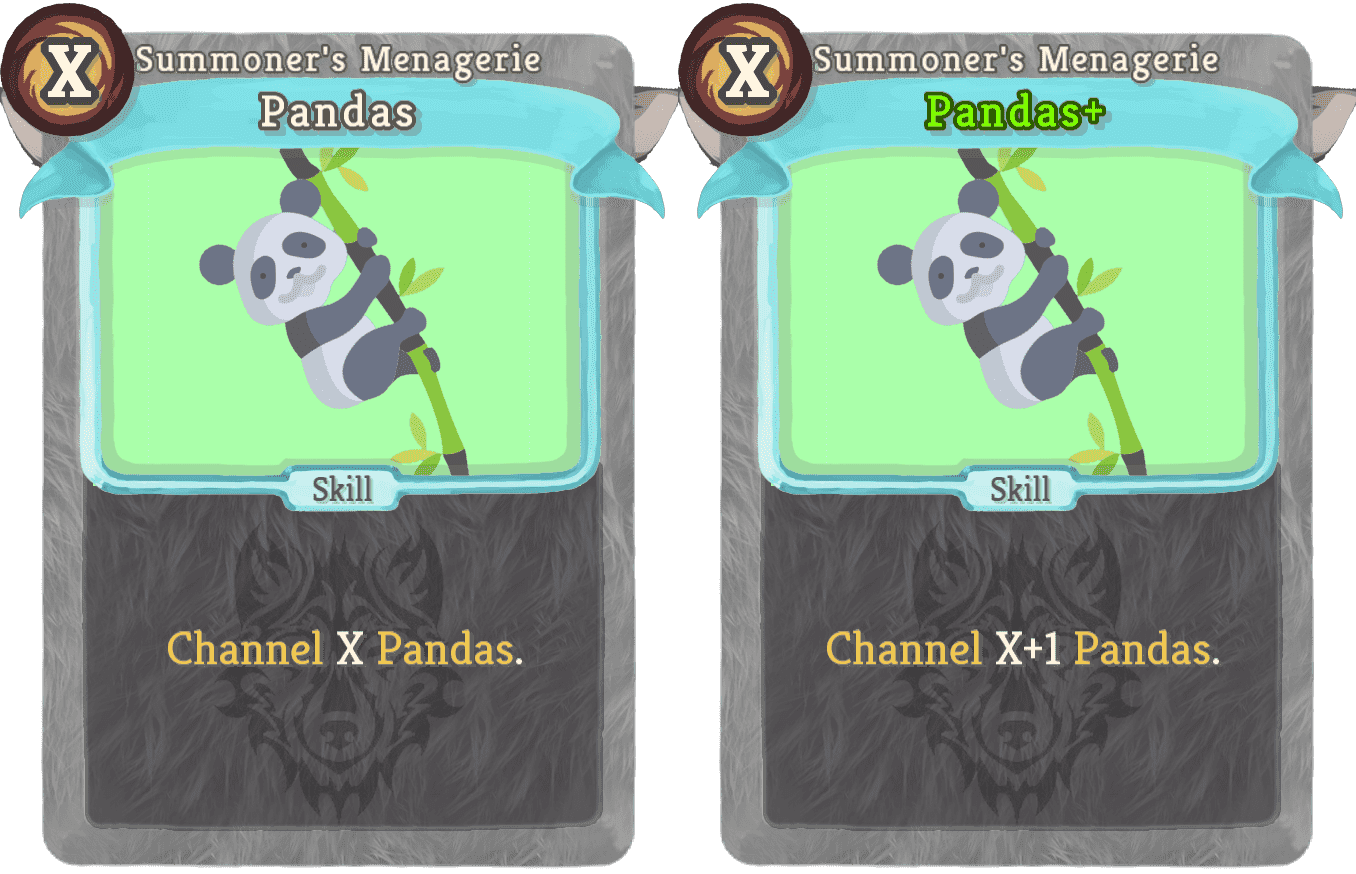 X
Summoner's Menagerie
Pandas
Skill
Channel X Pandas.
X
Summoner's Menagerie
Pandas+
Skill
Channel X+1 Pandas.